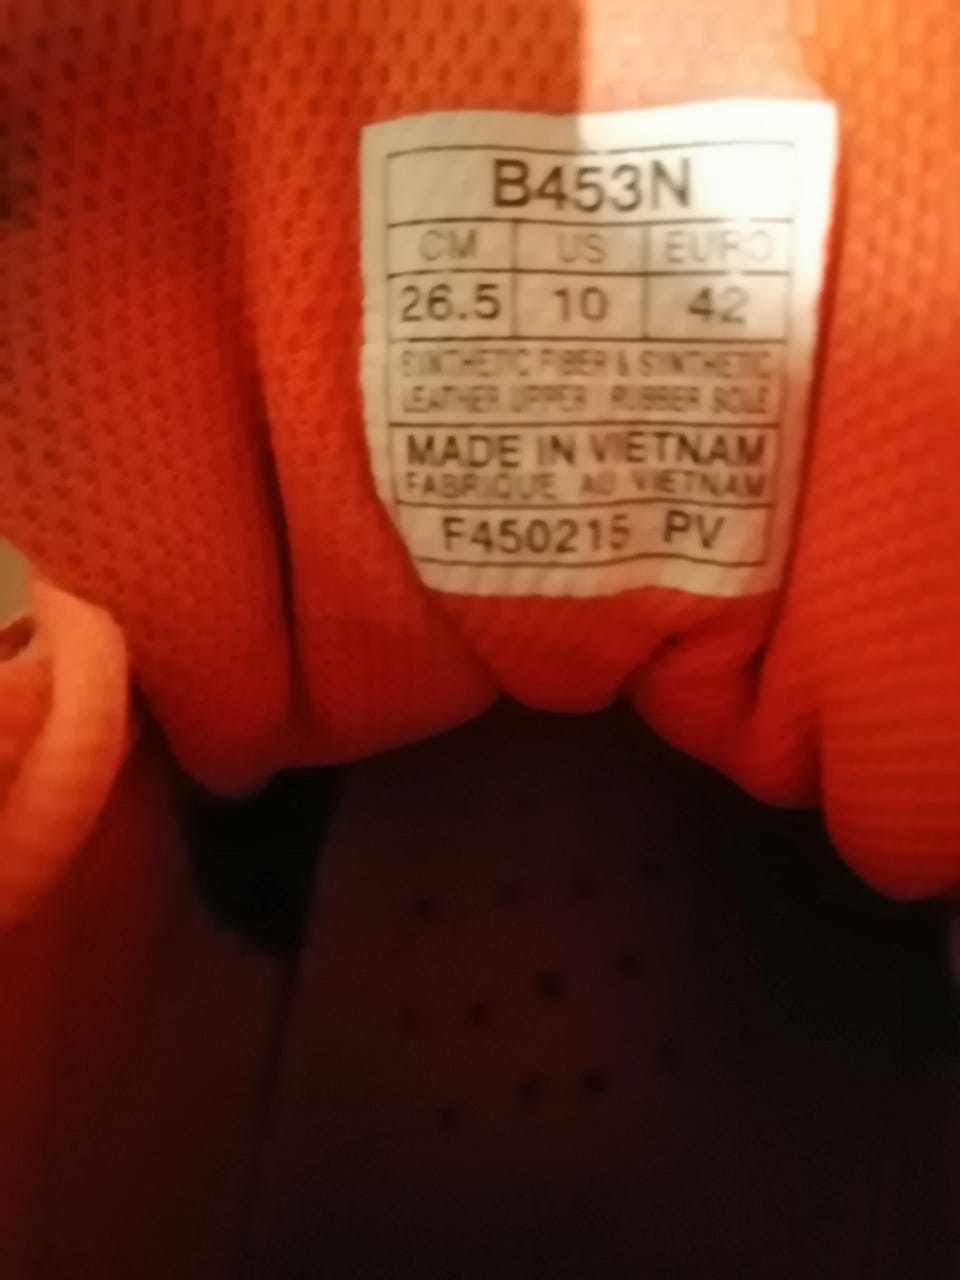 B453N
CM US EURO
26.5 10 42
SYNTHETIC FIBER & SYNTHETIC
LEATHER UPPER RUBBER SOLE
MADE IN VIETNAM
FABRIQUE AU VIETNAM
F450215 PV